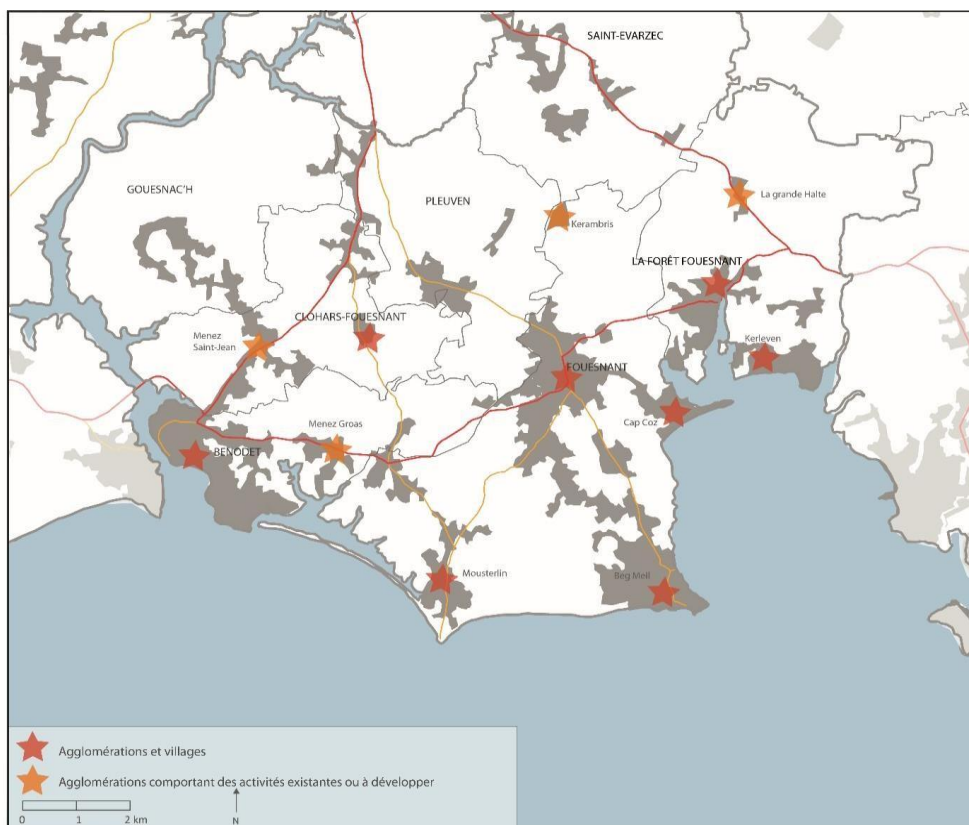 SAINT-EVARZEC
GOUESNAC'H
PLEUVEN
La grande Halte
Kerambris
LA FORÊT FOUESNANT
CLOHARS-FOUESNANT
Menez
Saint-Jean
Kerleven
FOUESNANT
Cap Coz
Menez Groas
BENODET
Mousterlin
Beg Meil
Agglomérations et villages
Agglomérations comportant des activités existantes ou à développer
0 1 2 km
N